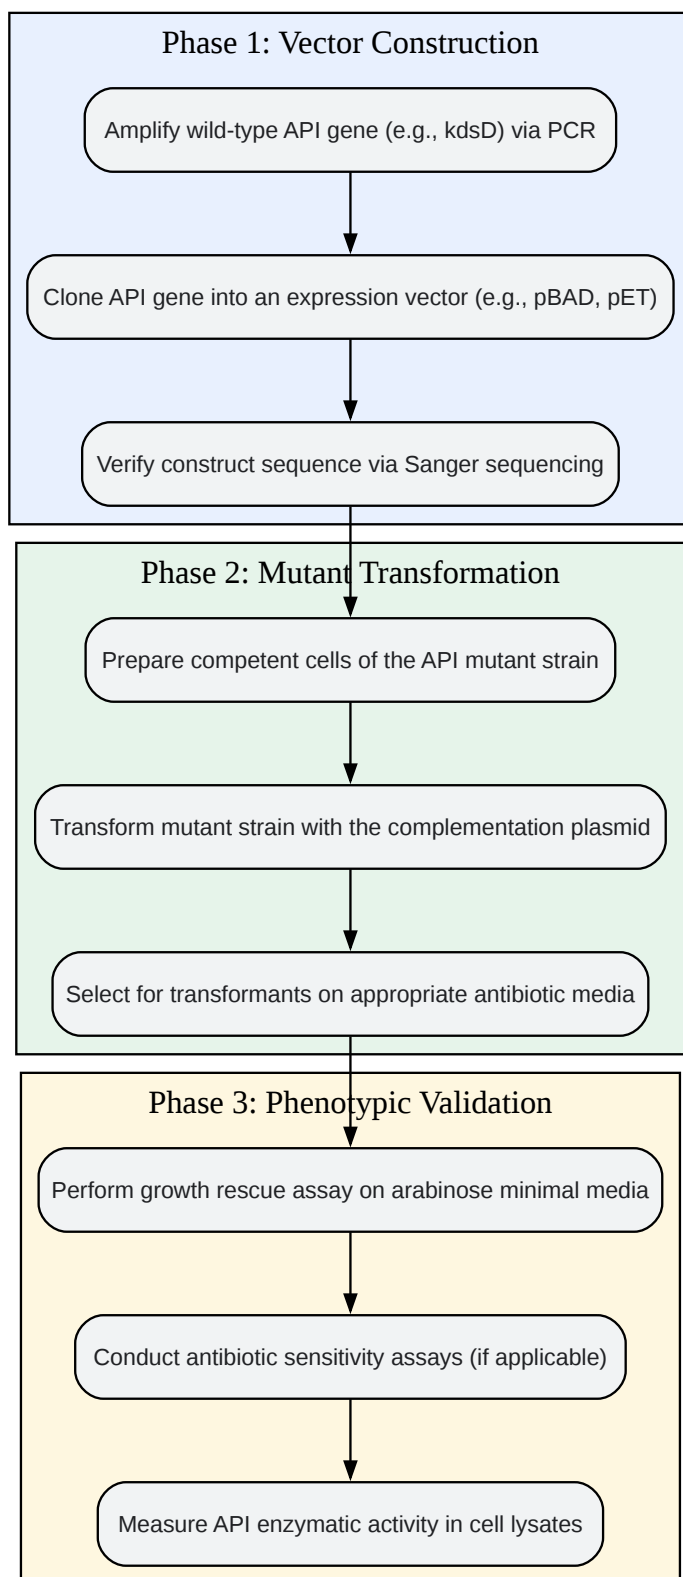 Phase 1: Vector Construction
Amplify wild-type API gene (e.g., kdsD) via PCR
Clone API gene into an expression vector (e.g., pBAD, pET)
Verify construct sequence via Sanger sequencing
Phase 2: Mutant Transformation
Prepare competent cells of the API mutant strain
Transform mutant strain with the complementation plasmid
Select for transformants on appropriate antibiotic media
Phase 3: Phenotypic Validation
Perform growth rescue assay on arabinose minimal media
Conduct antibiotic sensitivity assays (if applicable)
Measure API enzymatic activity in cell lysates